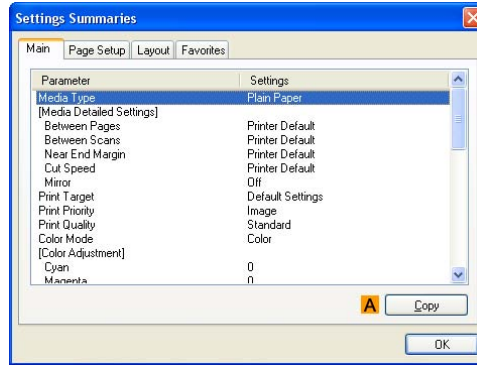 Settings Summaries
Main Page Setup Layout Favorites
Parameter Settings
Media Type Plain Paper
[Media Detailed Settings]
Between Pages Printer Default
Between Scans Printer Default
Near End Margin Printer Default
Cut Speed Printer Default
Mirror Off
Print Target Default Settings
Print Priority Image
Print Quality Standard
Color Mode Color
[Color Adjustment]
Cyan 0
Magenta 0
A Copy
OK